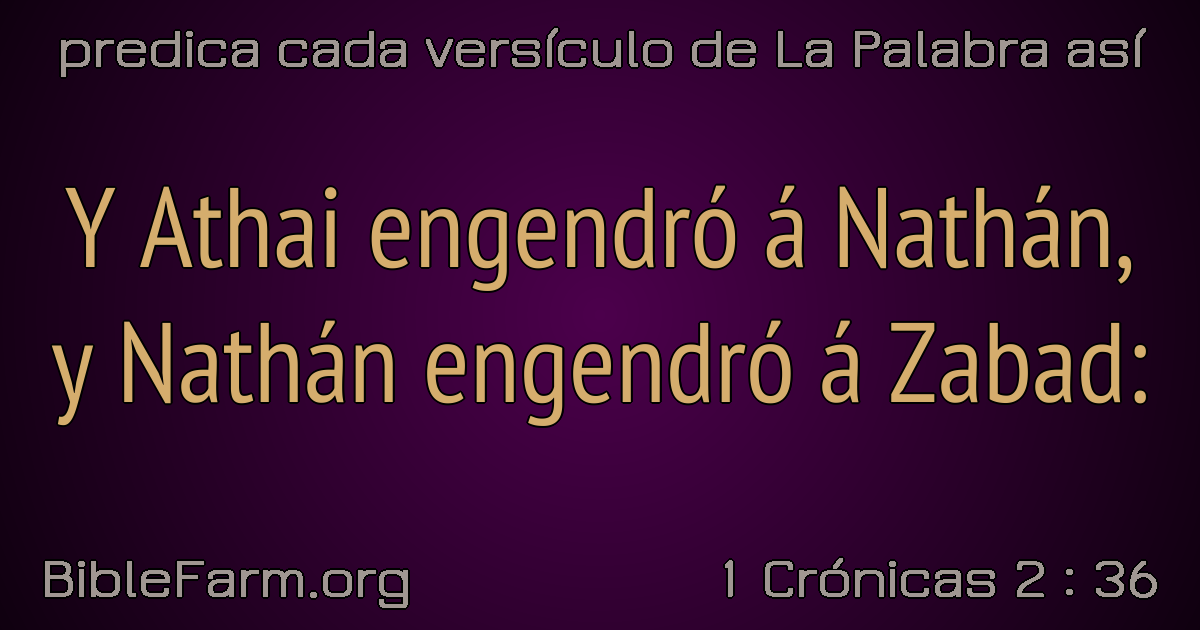 predica cada versículo de La Palabra así
Y Athai engendró á Nathán,
y Nathán engendró á Zabad:
BibleFarm.org
1 Crónicas 2 : 36